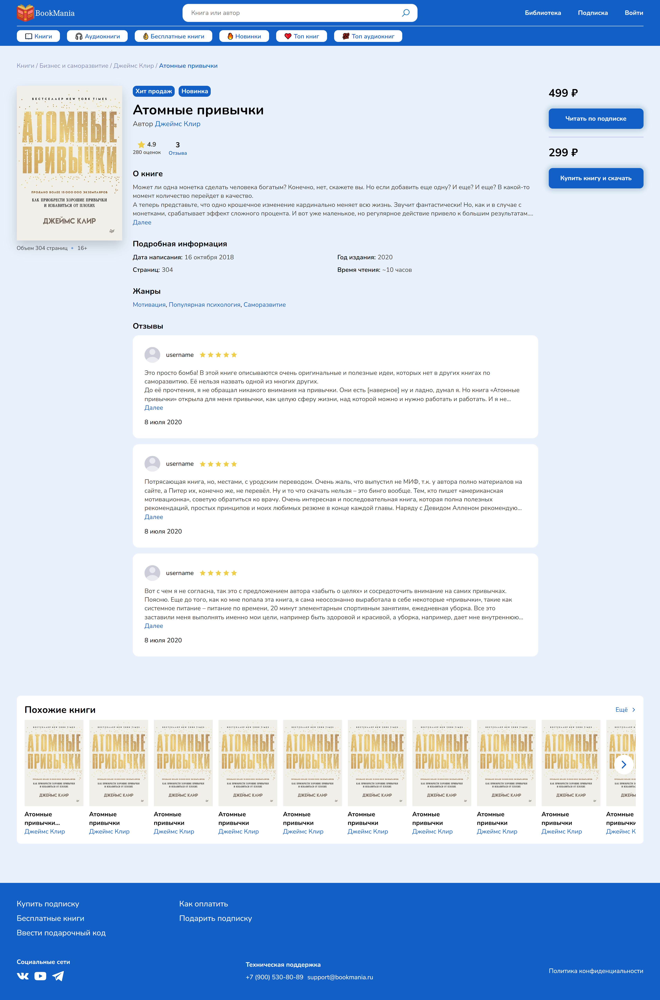 BookMania
Книга или автор
Библиотека
Подписка
Войти
Книги
Аудиокниги
Бесплатные книги
Новинки
Топ книг
Топ аудиокниг
Книги / Бизнес и саморазвитие / Джеймс Клир / Атомные привычки
БЕСТСЕЛЛЕР NEW YORK TIMES
АТОМНЫЕ
ПРИВЫЧКИ
ПРОДАНО БОЛЕЕ 15 000 000 ЭКЗЕМПЛЯРОВ
КАК ПРИОБРЕСТИ ХОРОШИЕ ПРИВЫЧКИ
И ИЗБАВИТЬСЯ ОТ ПЛОХИХ
ДЖЕЙМС КЛИР
Объем 304 страниц • 16+
Хит продаж
Новинка
Атомные привычки
Автор Джеймс Клир
4.9
280 оценок
3
Отзыва
О книге
Может ли одна монетка сделать человека богатым? Конечно, нет, скажете вы. Но если добавить еще одну? И еще? И еще? В какой-то
момент количество перейдет в качество.
А теперь представьте, что одно крошечное изменение кардинально меняет всю жизнь. Звучит фантастически! Но, как и в случае с
монетками, срабатывает эффект сложного процента. И вот уже маленькое, но регулярное действие привело к большим результатам....
Далее
Подробная информация
Дата написания: 16 октября 2018
Год издания: 2020
Страниц: 304
Время чтения: ~10 часов
Жанры
Мотивация, Популярная психология, Саморазвитие
499 ₽
Читать по подписке
299 ₽
Купить книгу и скачать
Отзывы
username
Это просто бомба! В этой книге описываются очень оригинальные и полезные идеи, которых нет в других книгах по
саморазвитию. Её нельзя назвать одной из многих других.
До её прочтения, я не обращал никакого внимания на привычки. Они есть [наверное] ну и ладно, думал я. Но книга «Атомные
привычки» открыла для меня привычки, как целую сферу жизни, над которой можно и нужно работать и работать. И я не...
Далее
8 июля 2020
username
Потрясающая книга, но, местами, с уродским переводом. Очень жаль, что выпустил не МИФ, т.к. у автора полно материалов на
сайте, а Питер их, конечно же, не перевёл. Ну и то что скачать нельзя – это бинго вообще. Тем, кто пишет «американская
мотивационка», советую обратиться ко врачу. Очень интересная и последовательная книга, которая полна полезных
рекомендаций, простых принципов и моих любимых резюме в конце каждой главы. Наряду с Девидом Алленом рекомендую...
Далее
8 июля 2020
username
Вот с чем я не согласна, так это с предложением автора «забыть о целях» и сосредоточить внимание на самих привычках.
Поясню. Еще до того, как ко мне попала эта книга, я сама неосознанно выработала в себе некоторые «привычки», такие как
системное питание – питание по времени, 20 минут элементарным спортивным занятиям, ежедневная уборка. Все это
заставили меня выполнять именно мои цели, например быть здоровой и красивой, а уборка, например, дает мне внутреннюю...
Далее
8 июля 2020
Похожие книги
Ещё
Атомные
привычки...
Джеймс Клир
Атомные
привычки
Джеймс Клир
Атомные
привычки
Джеймс Клир
Атомные
привычки
Джеймс Клир
Атомные
привычки
Джеймс Клир
Атомные
привычки
Джеймс Клир
Атомные
привычки
Джеймс Клир
Атомные
привычки
Джеймс Клир
Атомные
привычки
Джеймс Клир
Атомные
привычки
Джеймс К
Купить подписку
Бесплатные книги
Ввести подарочный код
Как оплатить
Подарить подписку
Социальные сети
Техническая поддержка
+7 (900) 530-80-89 support@bookmania.ru
Политика конфиденциальности